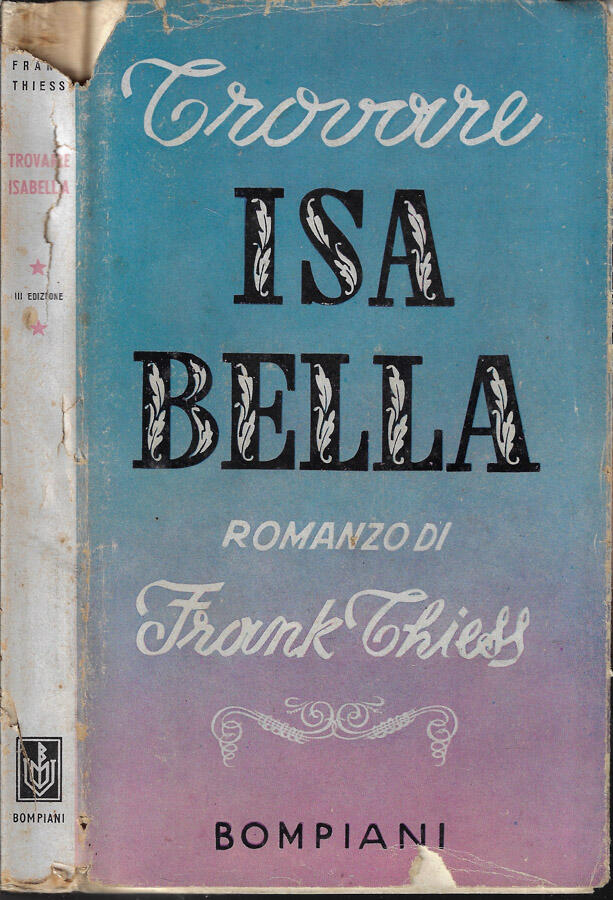 FRANK
THIESS
TROVARE
ISABELLA
III EDIZIONE
BOMPIANI
Trovare
ISA
BELLA
ROMANZO DI
Frank Thiess
BOMPIANI